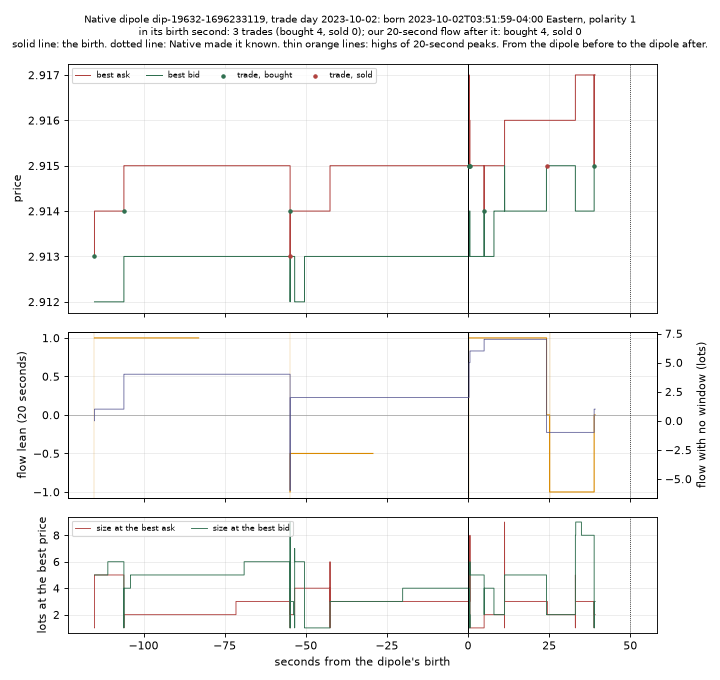 Native dipole dip-19632-1696233119, trade day 2023-10-02: born 2023-10-02T03:51:59-04:00 Eastern, polarity 1
in its birth second: 3 trades (bought 4, sold 0); our 20-second flow after it: bought 4, sold 0
solid line: the birth. dotted line: Native made it known. thin orange lines: highs of 20-second peaks. From the dipole before to the dipole after.
best ask best bid trade, bought trade, sold
2.917
2.916
2.915
2.914
2.913
2.912
price
1.0
0.5
0.0
−0.5
−1.0
flow lean (20 seconds)
7.5
5.0
2.5
0.0
−2.5
−5.0
flow with no window (lots)
size at the best ask size at the best bid
8
6
4
2
lots at the best price
−100 −75 −50 −25 0 25 50
seconds from the dipole's birth